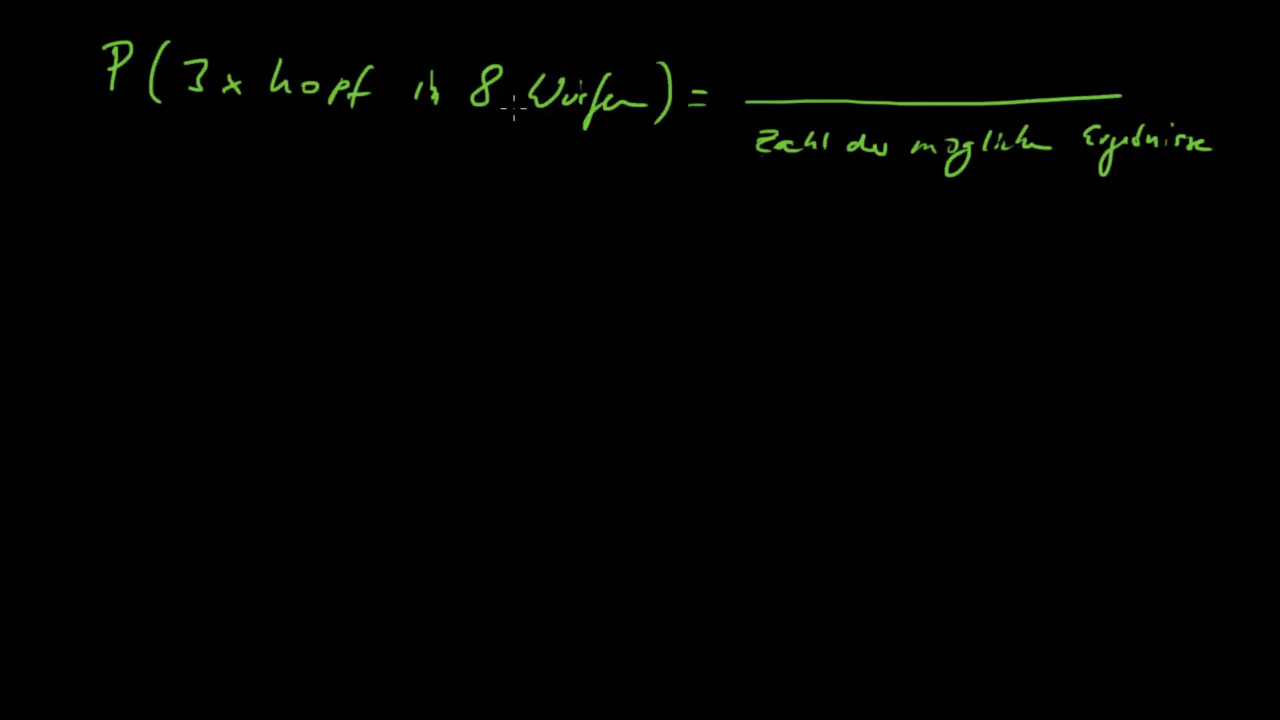 P(3x Kopf in 8 Würfen) =
Zahl der möglichen Ergebnisse